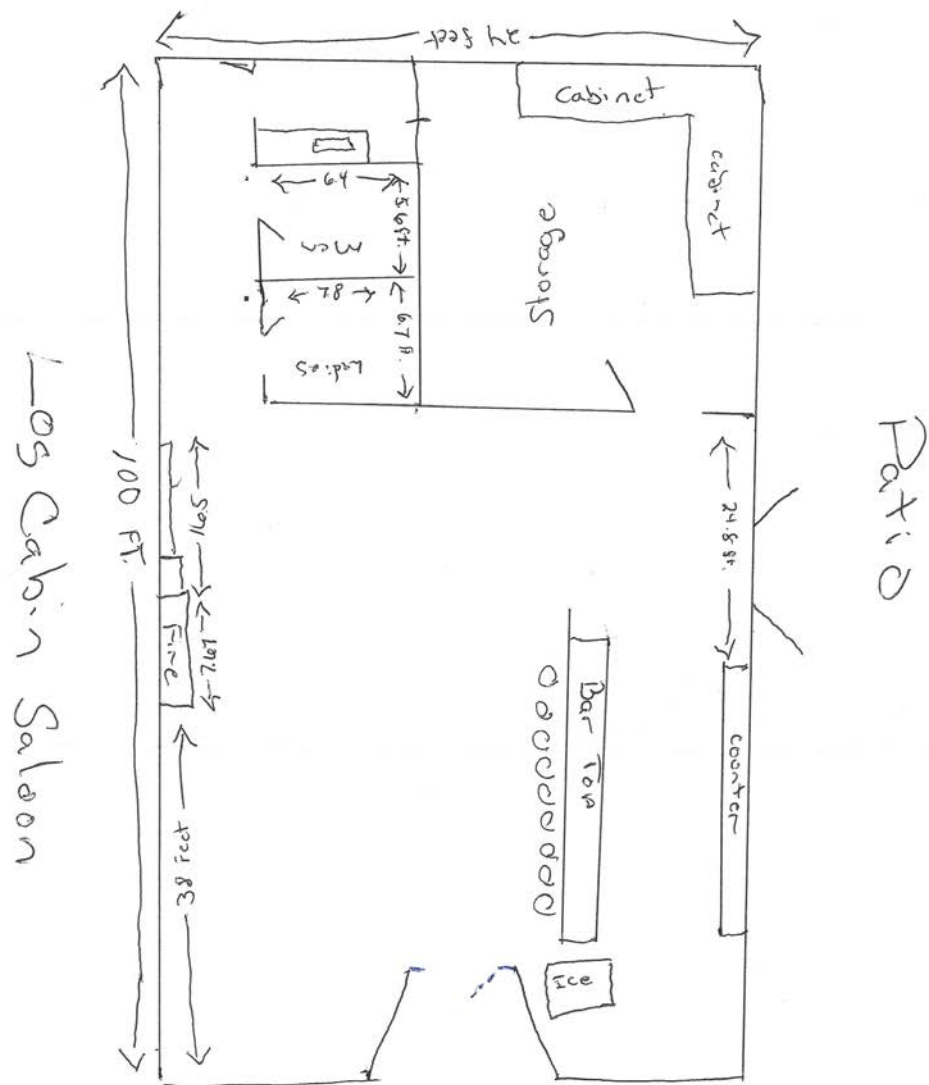 24 feet
Cabinet
cabinet
6.4
5.6 ft.
Men
7.8
6.7 ft.
Ladies
Storage
Patio
16.5
100 FT.
24.8 ft.
Fire
7.67
Bar Top
counter
38 Feet
Ice
Log Cabin Saloon